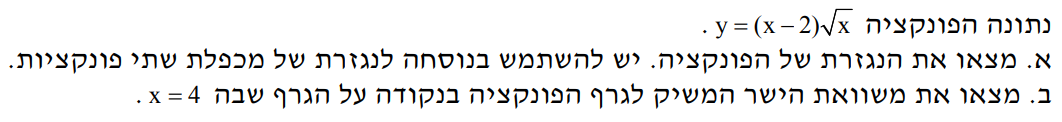 נתונה הפונקציה y = (x − 2)√x .
א. מצאו את הנגזרת של הפונקציה. יש להשתמש בנוסחה לנגזרת של מכפלת שתי פונקציות.
ב. מצאו את משוואת הישר המשיק לגרף הפונקציה בנקודה על הגרף שבה x = 4 .